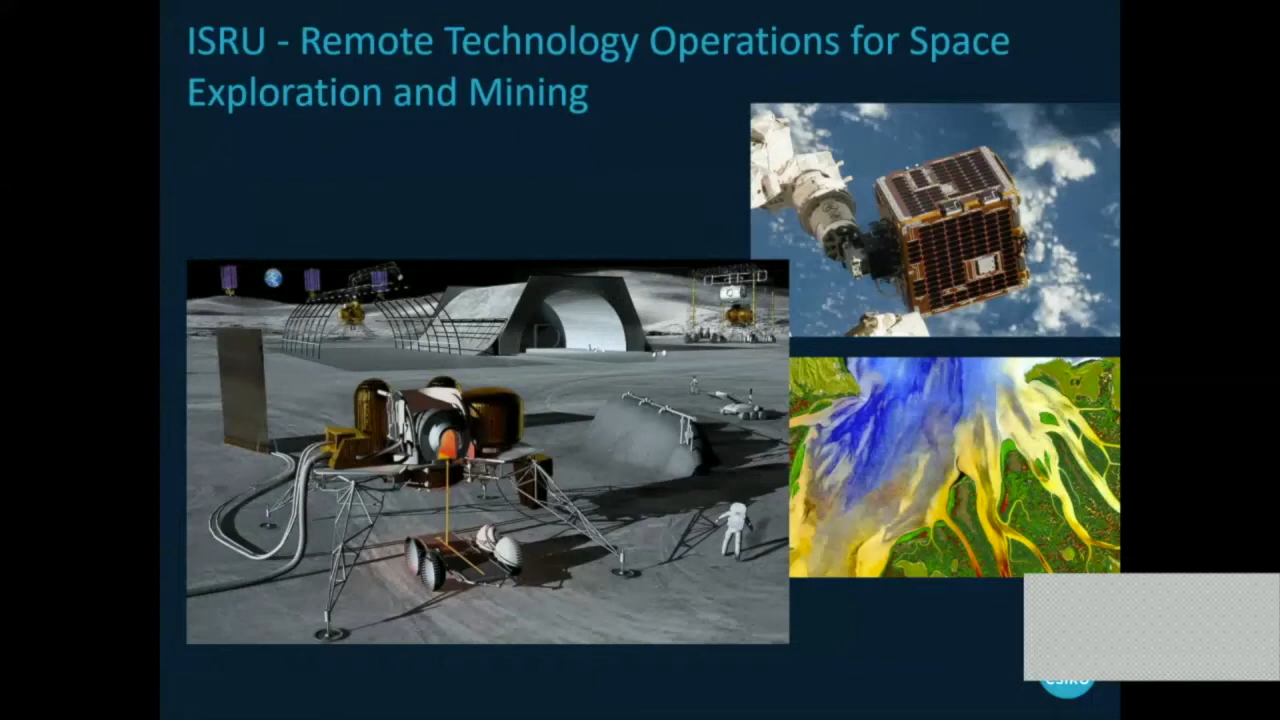 ISRU - Remote Technology Operations for Space
Exploration and Mining